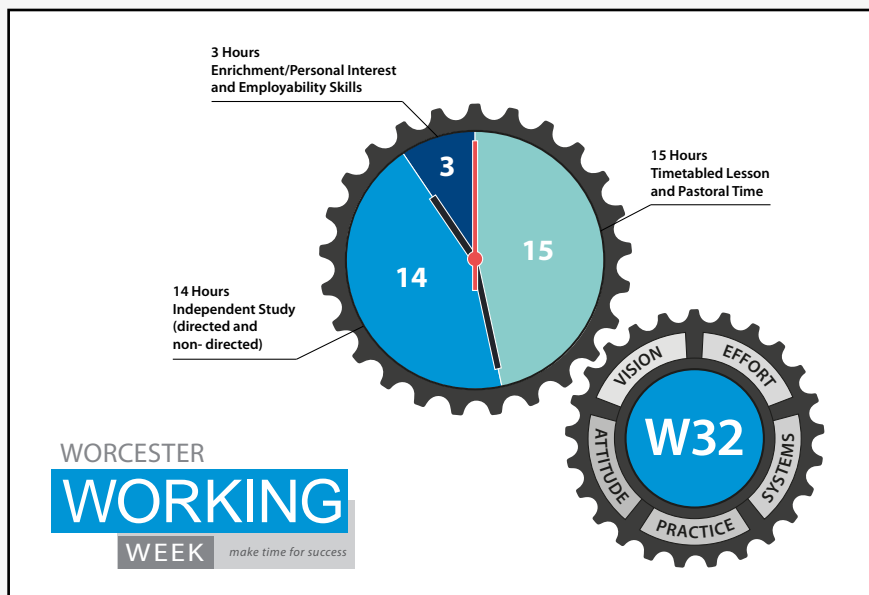 3 Hours
Enrichment/Personal Interest
and Employability Skills
3
15 Hours
Timetabled Lesson
and Pastoral Time
15
14
14 Hours
Independent Study
(directed and
non- directed)
VISION
EFFORT
ATTITUDE
W32
SYSTEMS
PRACTICE
WORCESTER
WORKING
WEEK
make time for success